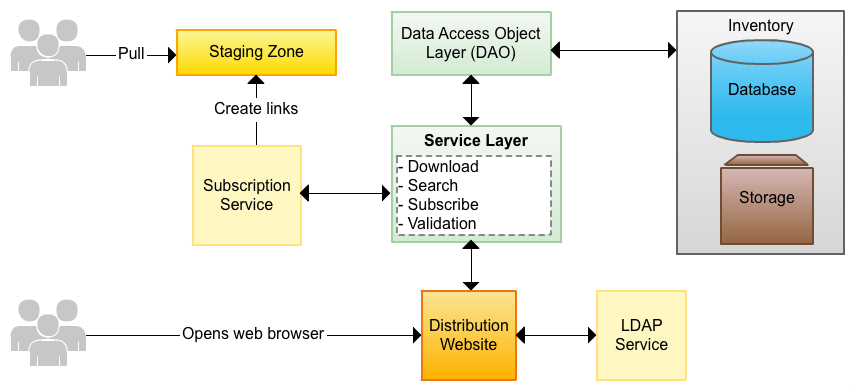 Pull
Staging Zone
Data Access Object
Layer (DAO)
Inventory
Database
Storage
Create links
Subscription
Service
Service Layer
- Download
- Search
- Subscribe
- Validation
Opens web browser
Distribution
Website
LDAP
Service